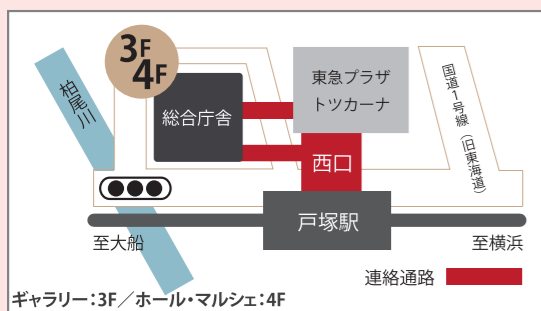 3F
4F
柏尾川
総合庁舎
東急プラザ
トツカーナ
国道1号線（旧東海道）
西口
戸塚駅
至大船
至横浜
連絡通路
ギャラリー：3F／ホール・マルシェ：4F